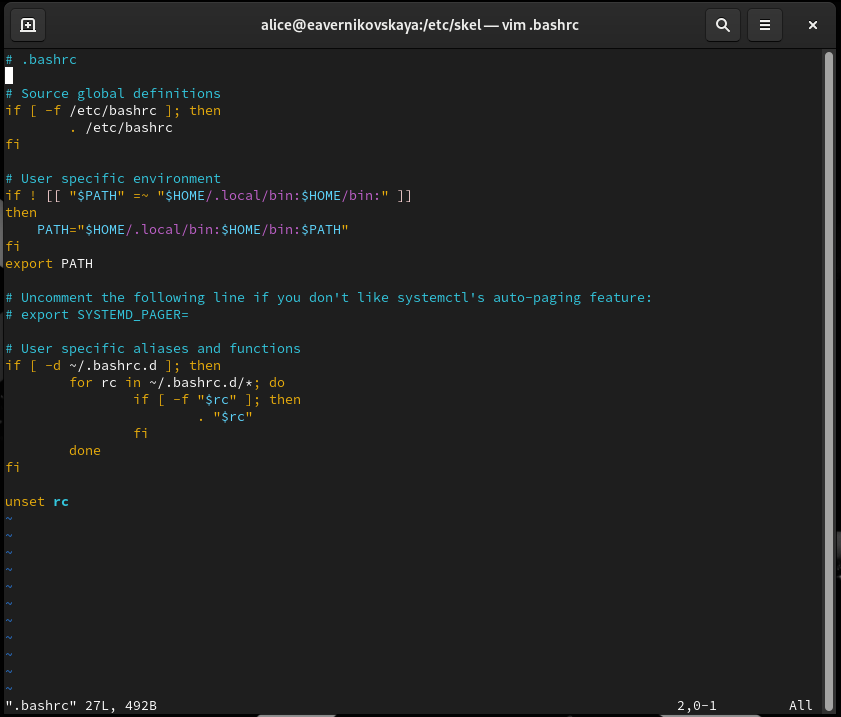 alice@eavernikovskaya:/etc/skel — vim .bashrc
# .bashrc

# Source global definitions
if [ -f /etc/bashrc ]; then
        . /etc/bashrc
fi

# User specific environment
if ! [[ "$PATH" =~ "$HOME/.local/bin:$HOME/bin:" ]]
then
    PATH="$HOME/.local/bin:$HOME/bin:$PATH"
fi
export PATH

# Uncomment the following line if you don't like systemctl's auto-paging feature:
# export SYSTEMD_PAGER=

# User specific aliases and functions
if [ -d ~/.bashrc.d ]; then
        for rc in ~/.bashrc.d/*; do
                if [ -f "$rc" ]; then
                        . "$rc"
                fi
        done
fi

unset rc
~
~
~
~
~
~
~
~
~
~
~
".bashrc" 27L, 492B 2,0-1 All